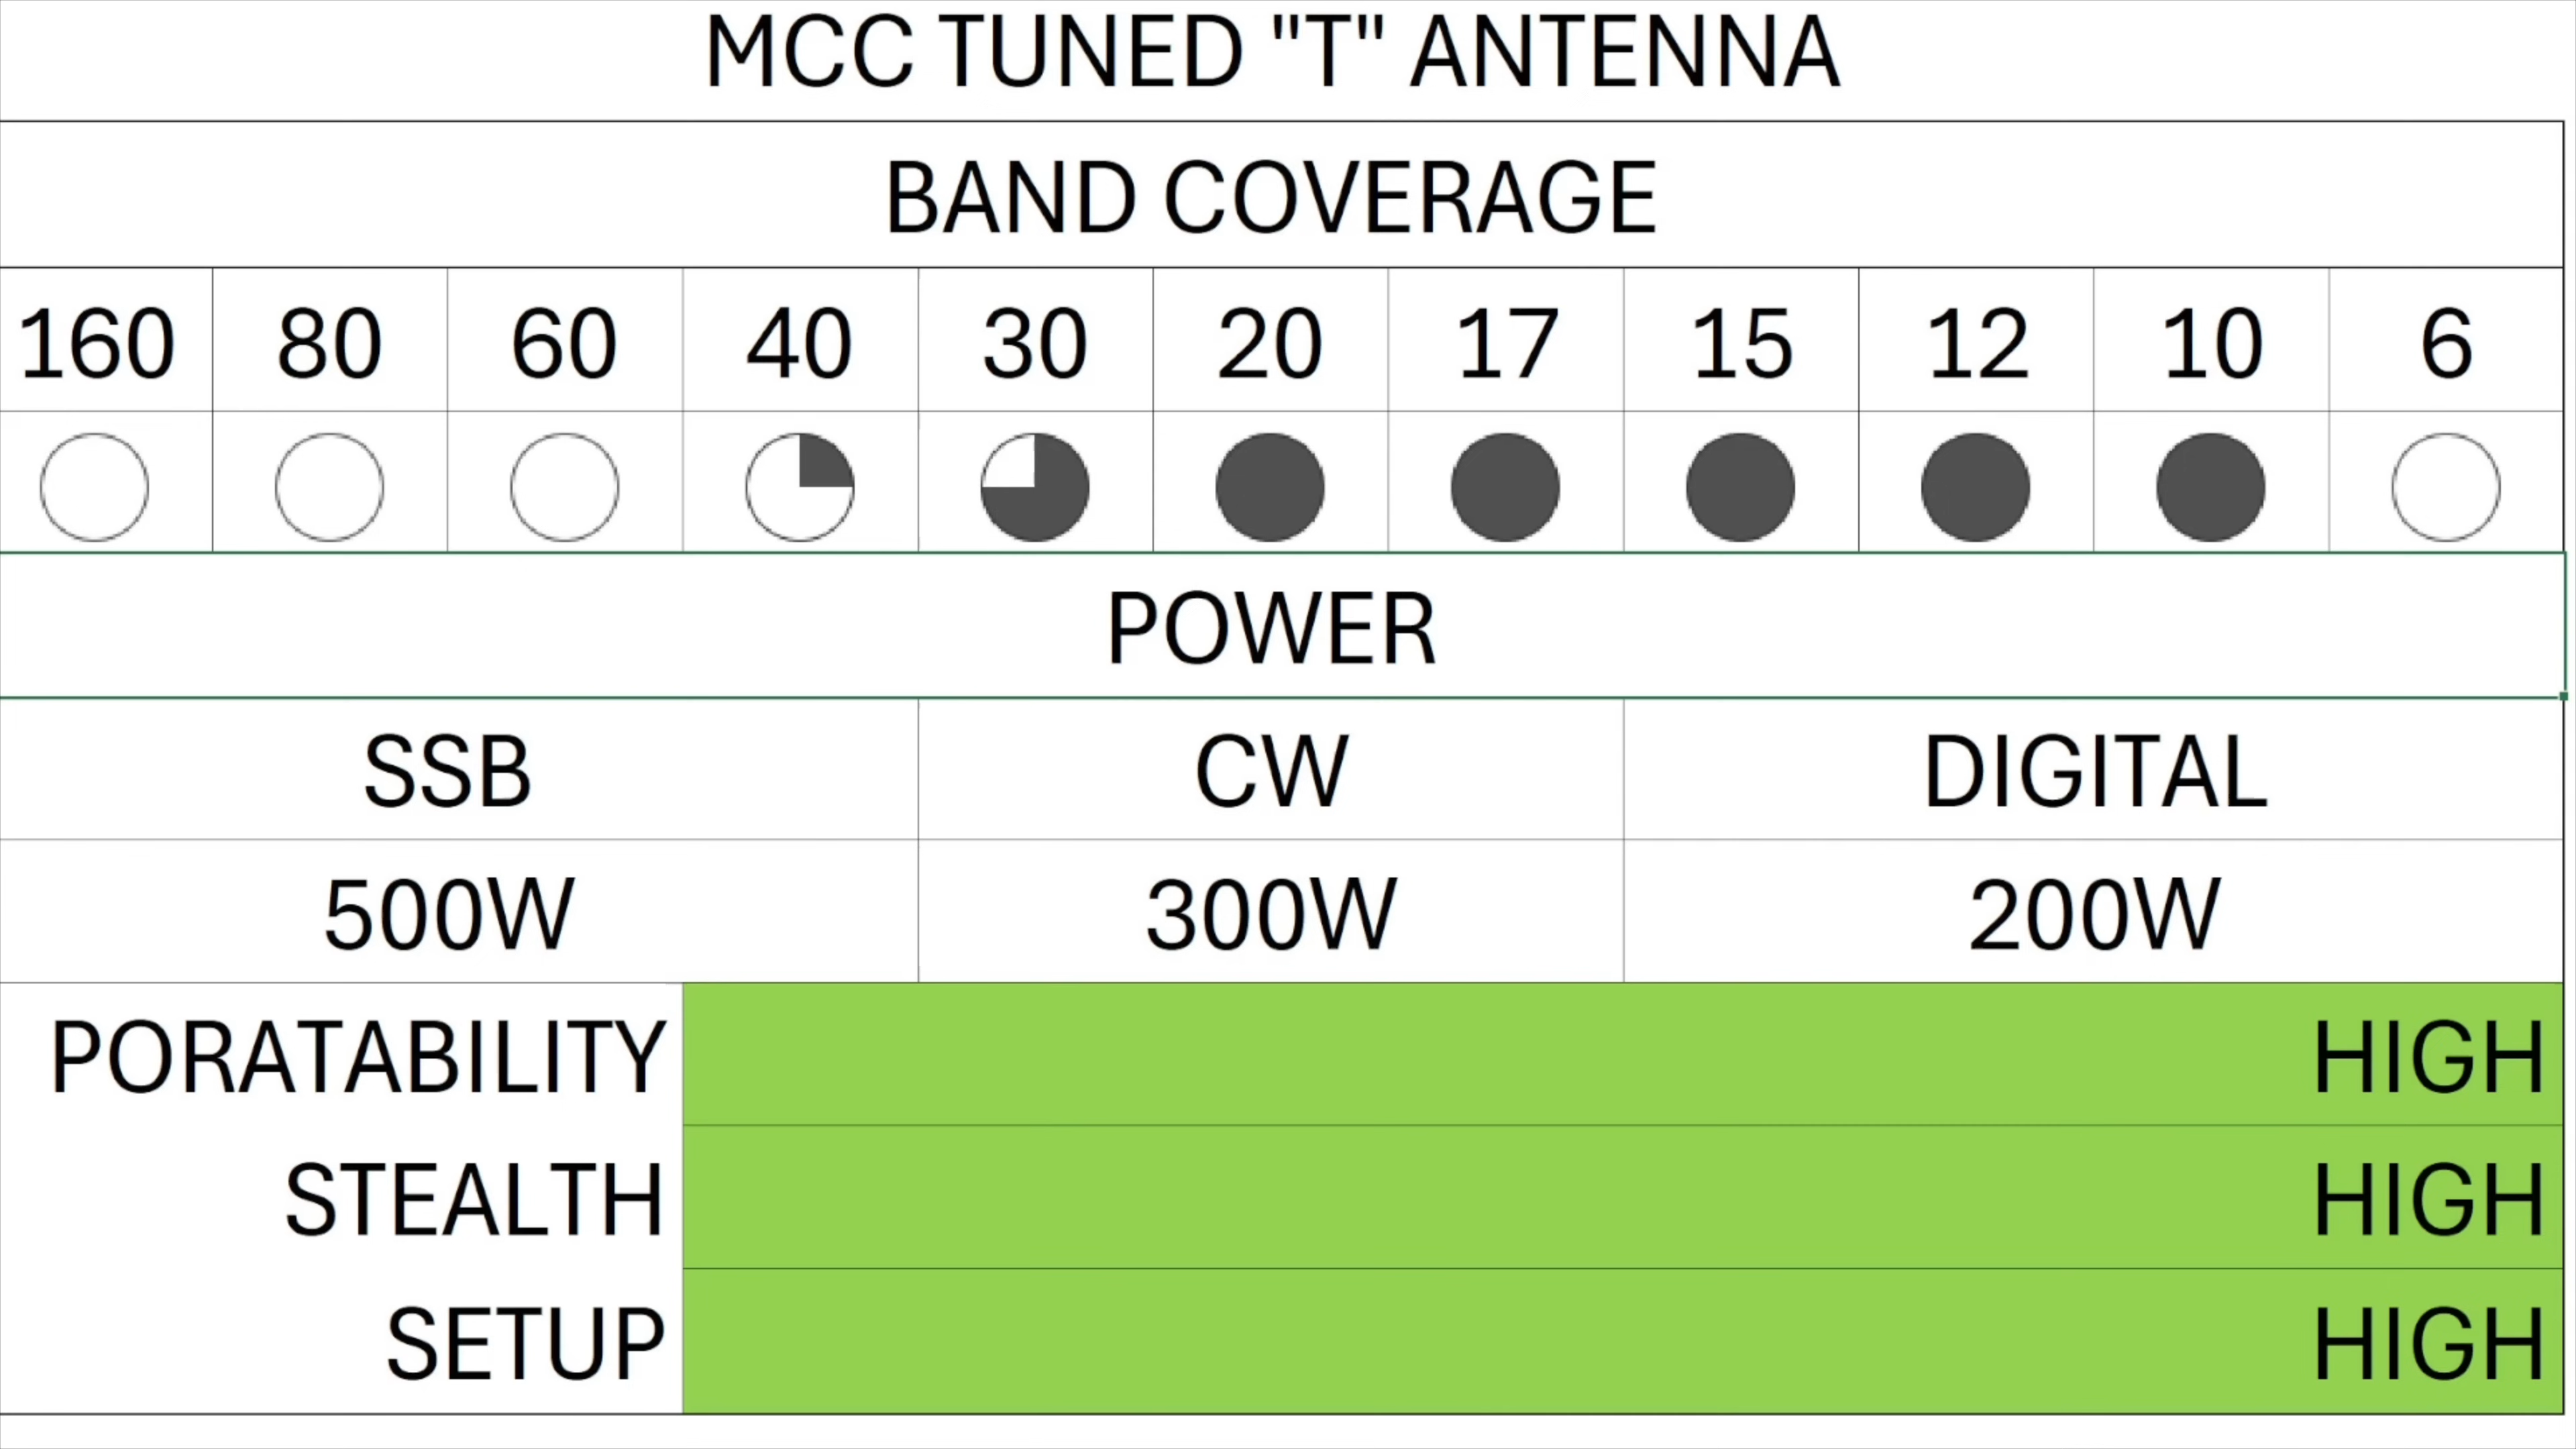 MCC TUNED "T" ANTENNA
BAND COVERAGE
160 80 60 40 30 20 17 15 12 10 6
POWER
SSB CW DIGITAL
500W 300W 200W
PORATABILITY HIGH
STEALTH HIGH
SETUP HIGH